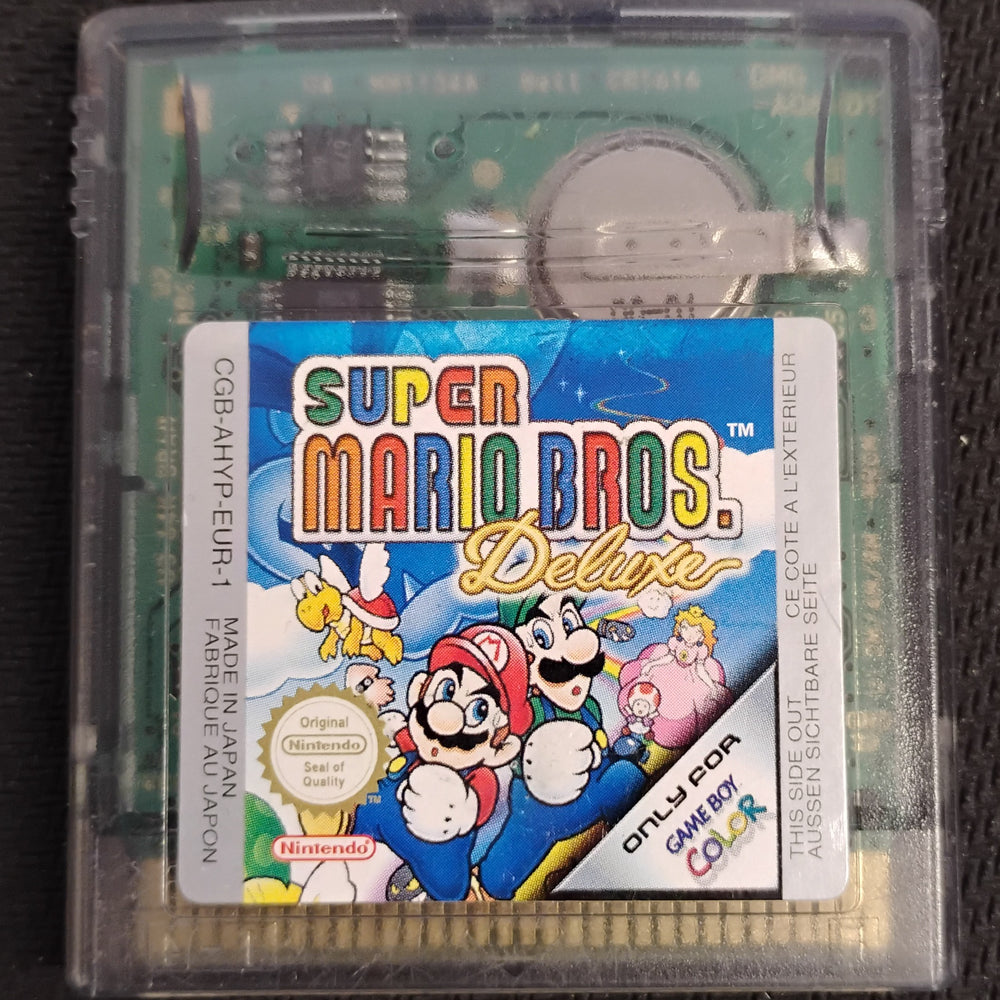 SUPER
MARIO BROS.
TM
Deluxe
CGB-AHYP-EUR-1
MADE IN JAPAN
FABRIQUE AU JAPON
Original
Nintendo
Seal of
Quality
TM
Nintendo®
ONLY FOR
GAME BOY
COLOR
THIS SIDE OUT
CE COTE A L'EXTERIEUR
AUSSEN SICHTBARE SEITE